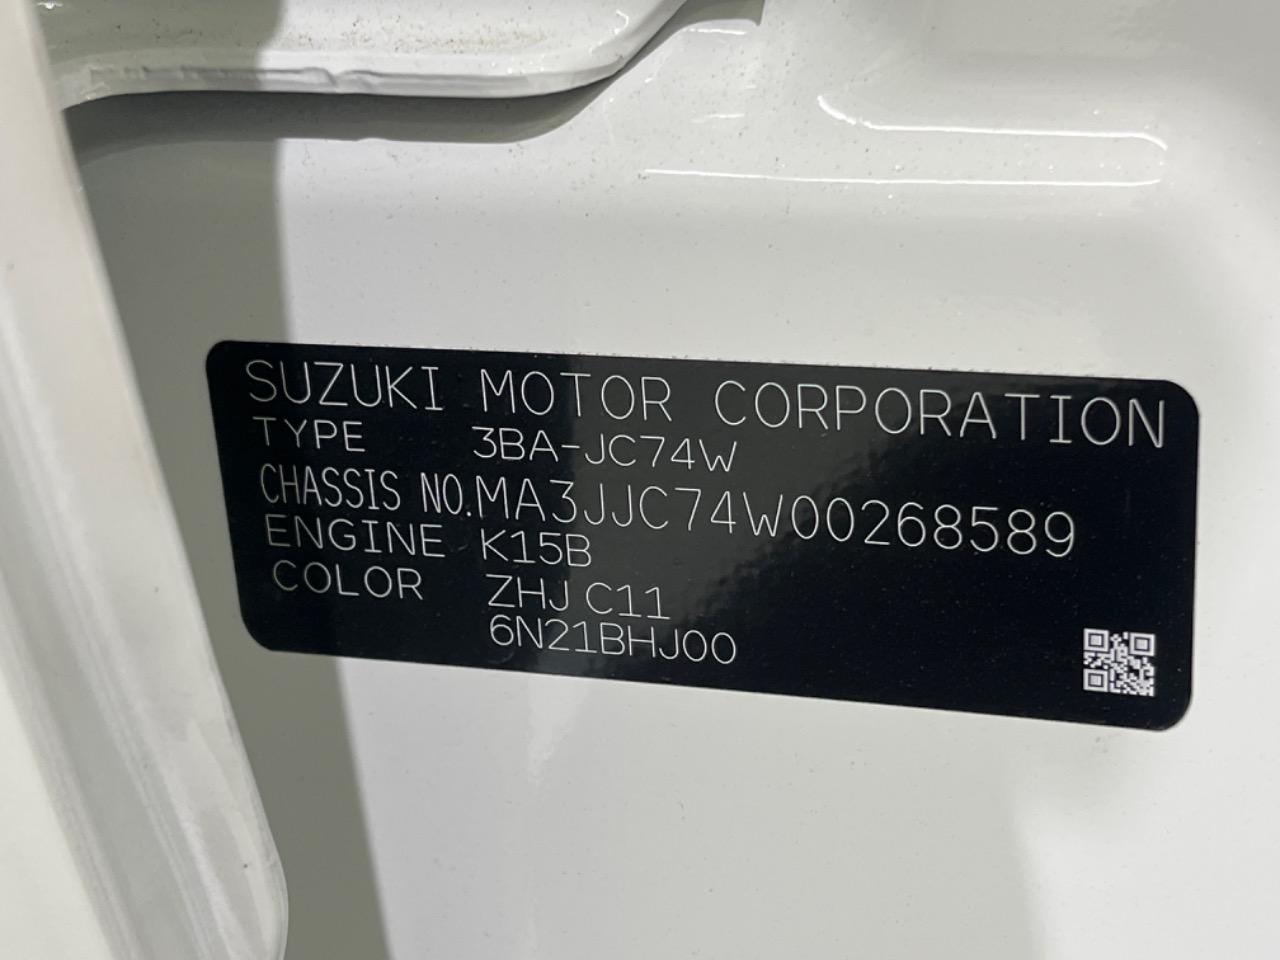 SUZUKI MOTOR CORPORATION
TYPE 3BA-JC74W
CHASSIS NO. MA3JJC74W00268589
ENGINE K15B
COLOR ZHJ C11
6N21BHJ00